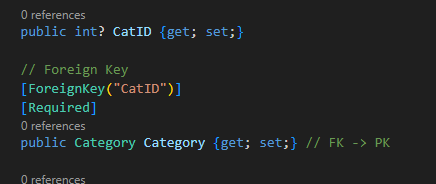 0 references
public int? CatID {get; set;}
// Foreign Key
[ForeignKey("CatID")]
[Required]
0 references
public Category Category {get; set;} // FK -> PK
0 references